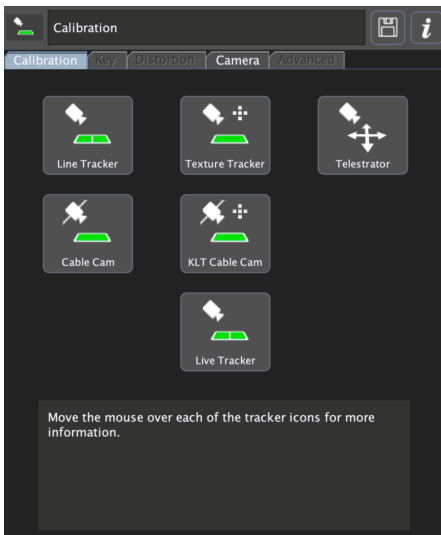 Calibration
Calibration Key Distortion Camera Advanced
Line Tracker Texture Tracker Telestrator
Cable Cam KLT Cable Cam
Live Tracker
Move the mouse over each of the tracker icons for more
information.